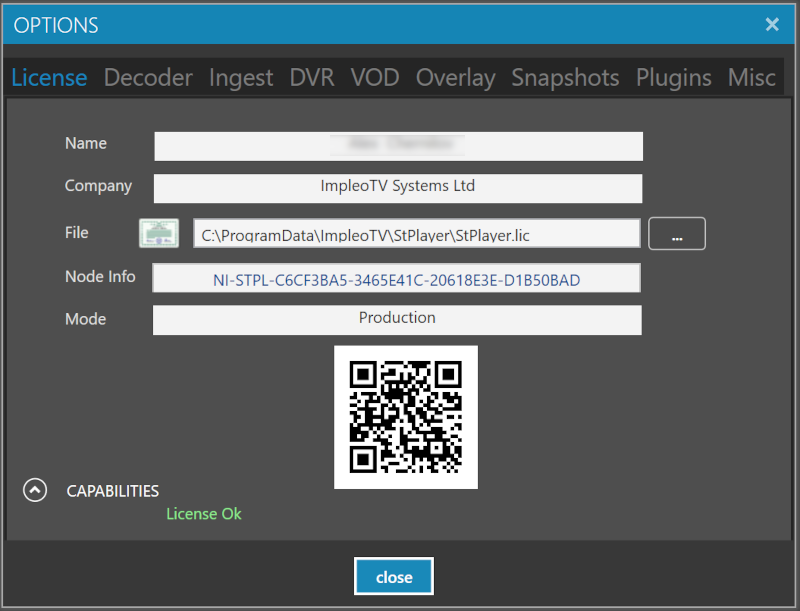 OPTIONS
License Decoder Ingest DVR VOD Overlay Snapshots Plugins Misc
Name
Company ImpleoTV Systems Ltd
File C:\ProgramData\ImpleoTV\StPlayer\StPlayer.lic ...
Node Info NI-STPL-C6CF3BA5-3465E41C-20618E3E-D1B50BAD
Mode Production
CAPABILITIES
License Ok
close